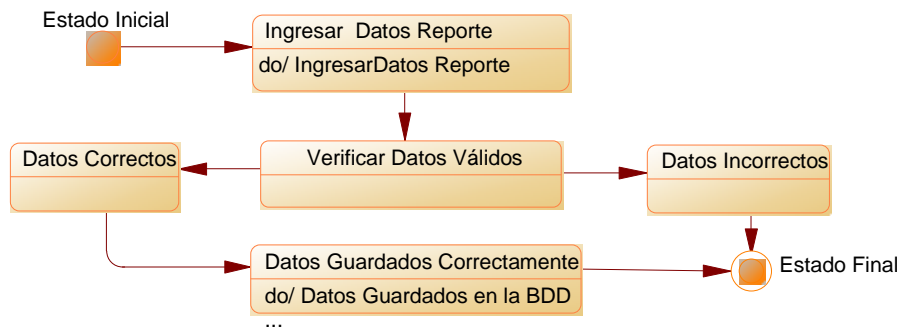 Estado Inicial
Ingresar Datos Reporte
do/ IngresarDatos Reporte
Datos Correctos
Verificar Datos Válidos
Datos Incorrectos
Datos Guardados Correctamente
do/ Datos Guardados en la BDD
...
Estado Final